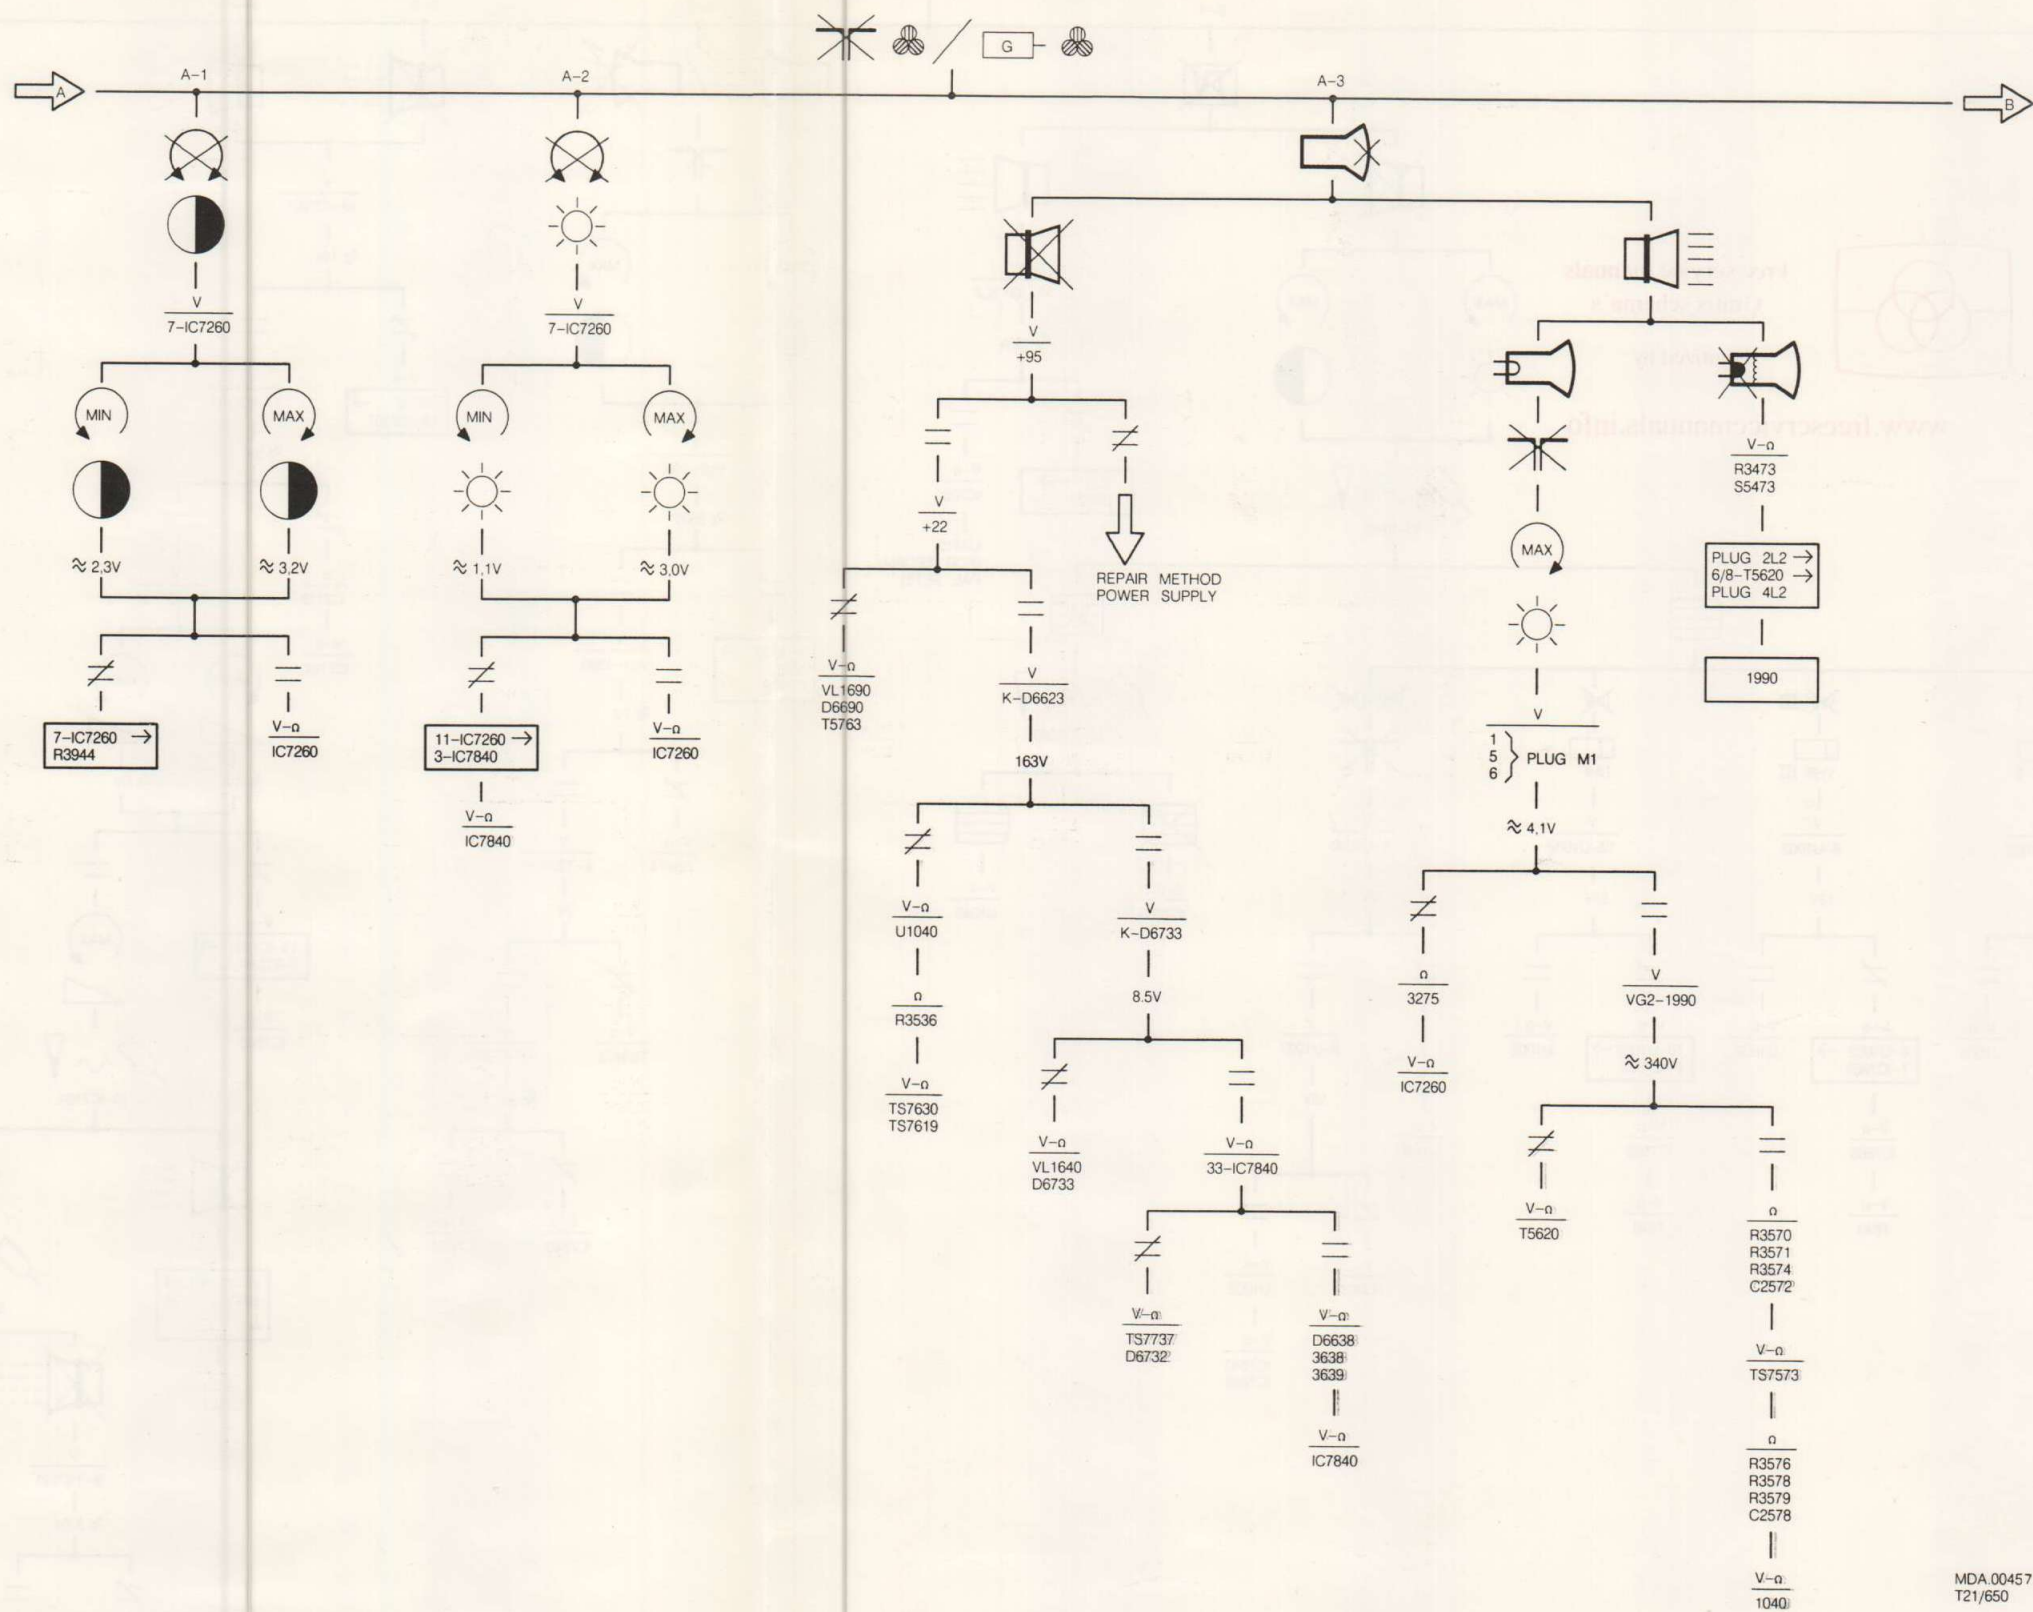 G
A
A-1
A-2
A-3
B
V
7-IC7260
MIN
MAX
≈ 2,3V
≈ 3,2V
7-IC7260 →
R3944
V-Ω
IC7260
V
7-IC7260
MIN
MAX
≈ 1,1V
≈ 3,0V
11-IC7260 →
3-IC7840
V-Ω
IC7840
V-Ω
IC7260
V
+95
V
+22
REPAIR METHOD
POWER SUPPLY
V-Ω
VL1690
D6690
T5763
V
K-D6623
163V
V-Ω
U1040
Ω
R3536
V-Ω
TS7630
TS7619
V
K-D6733
8.5V
V-Ω
VL1640
D6733
V-Ω
33-IC7840
V-Ω
TS7737
D6732
V-Ω
D6638
3638
3639
V-Ω
IC7840
MAX
V
1
5
6
} PLUG M1
≈ 4,1V
Ω
3275
V-Ω
IC7260
V
VG2-1990
≈ 340V
V-Ω
T5620
Ω
R3570
R3571
R3574
C2572
V-Ω
TS7573
Ω
R3576
R3578
R3579
C2578
V-Ω
1040
V-Ω
R3473
S5473
PLUG 2L2 →
6/8-T5620 →
PLUG 4L2
1990
MDA.00457
T21/650